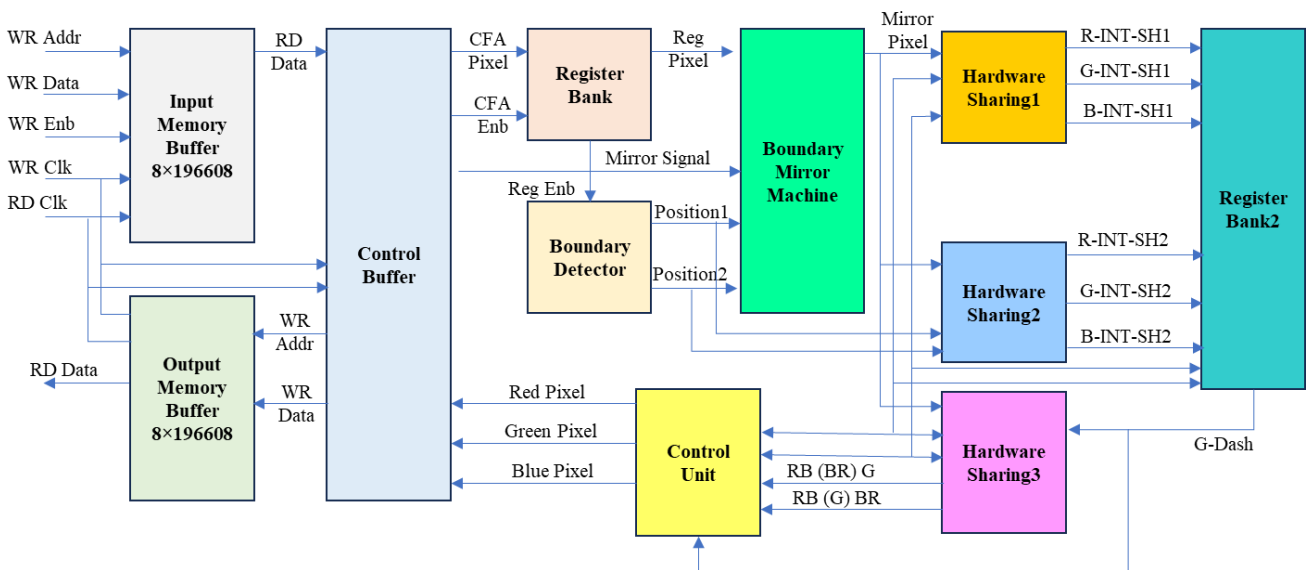 WR Addr
WR Data
WR Enb
WR Clk
RD Clk
Input
Memory
Buffer
8×196608
RD
Data
Control
Buffer
CFA
Pixel
CFA
Enb
Register
Bank
Reg
Pixel
Mirror Signal
Reg Enb
Boundary
Detector
Position1
Position2
Boundary
Mirror
Machine
Mirror
Pixel
Hardware
Sharing1
R-INT-SH1
G-INT-SH1
B-INT-SH1
Register
Bank2
Hardware
Sharing2
R-INT-SH2
G-INT-SH2
B-INT-SH2
Output
Memory
Buffer
8×196608
RD Data
WR
Addr
WR
Data
Red Pixel
Green Pixel
Blue Pixel
Control
Unit
RB (BR) G
RB (G) BR
Hardware
Sharing3
G-Dash